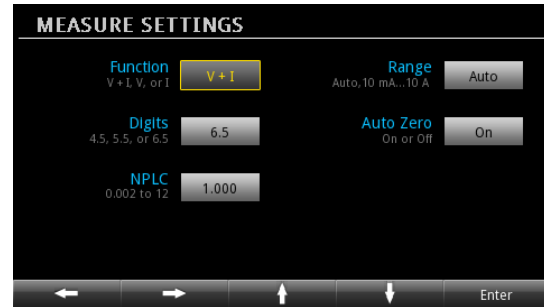 MEASURE SETTINGS
Function
V + I, V, or I
V + I
Range
Auto,10 mA...10 A
Auto
Digits
4.5, 5.5, or 6.5
6.5
Auto Zero
On or Off
On
NPLC
0.002 to 12
1.000
Enter